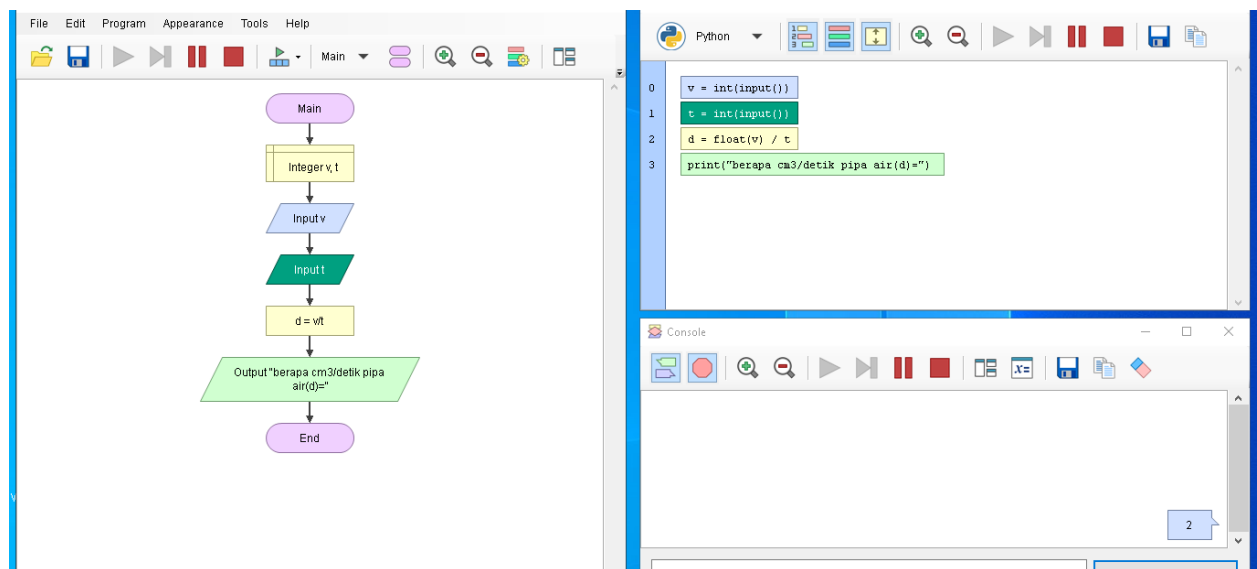 File Edit Program Appearance Tools Help
Main
Main
Integer v, t
Input v
Input t
d = v/t
Output "berapa cm3/detik pipa
air(d)="
End
Python
0 v = int(input())
1 t = int(input())
2 d = float(v) / t
3 print("berapa cm3/detik pipa air(d)=")
Console
2